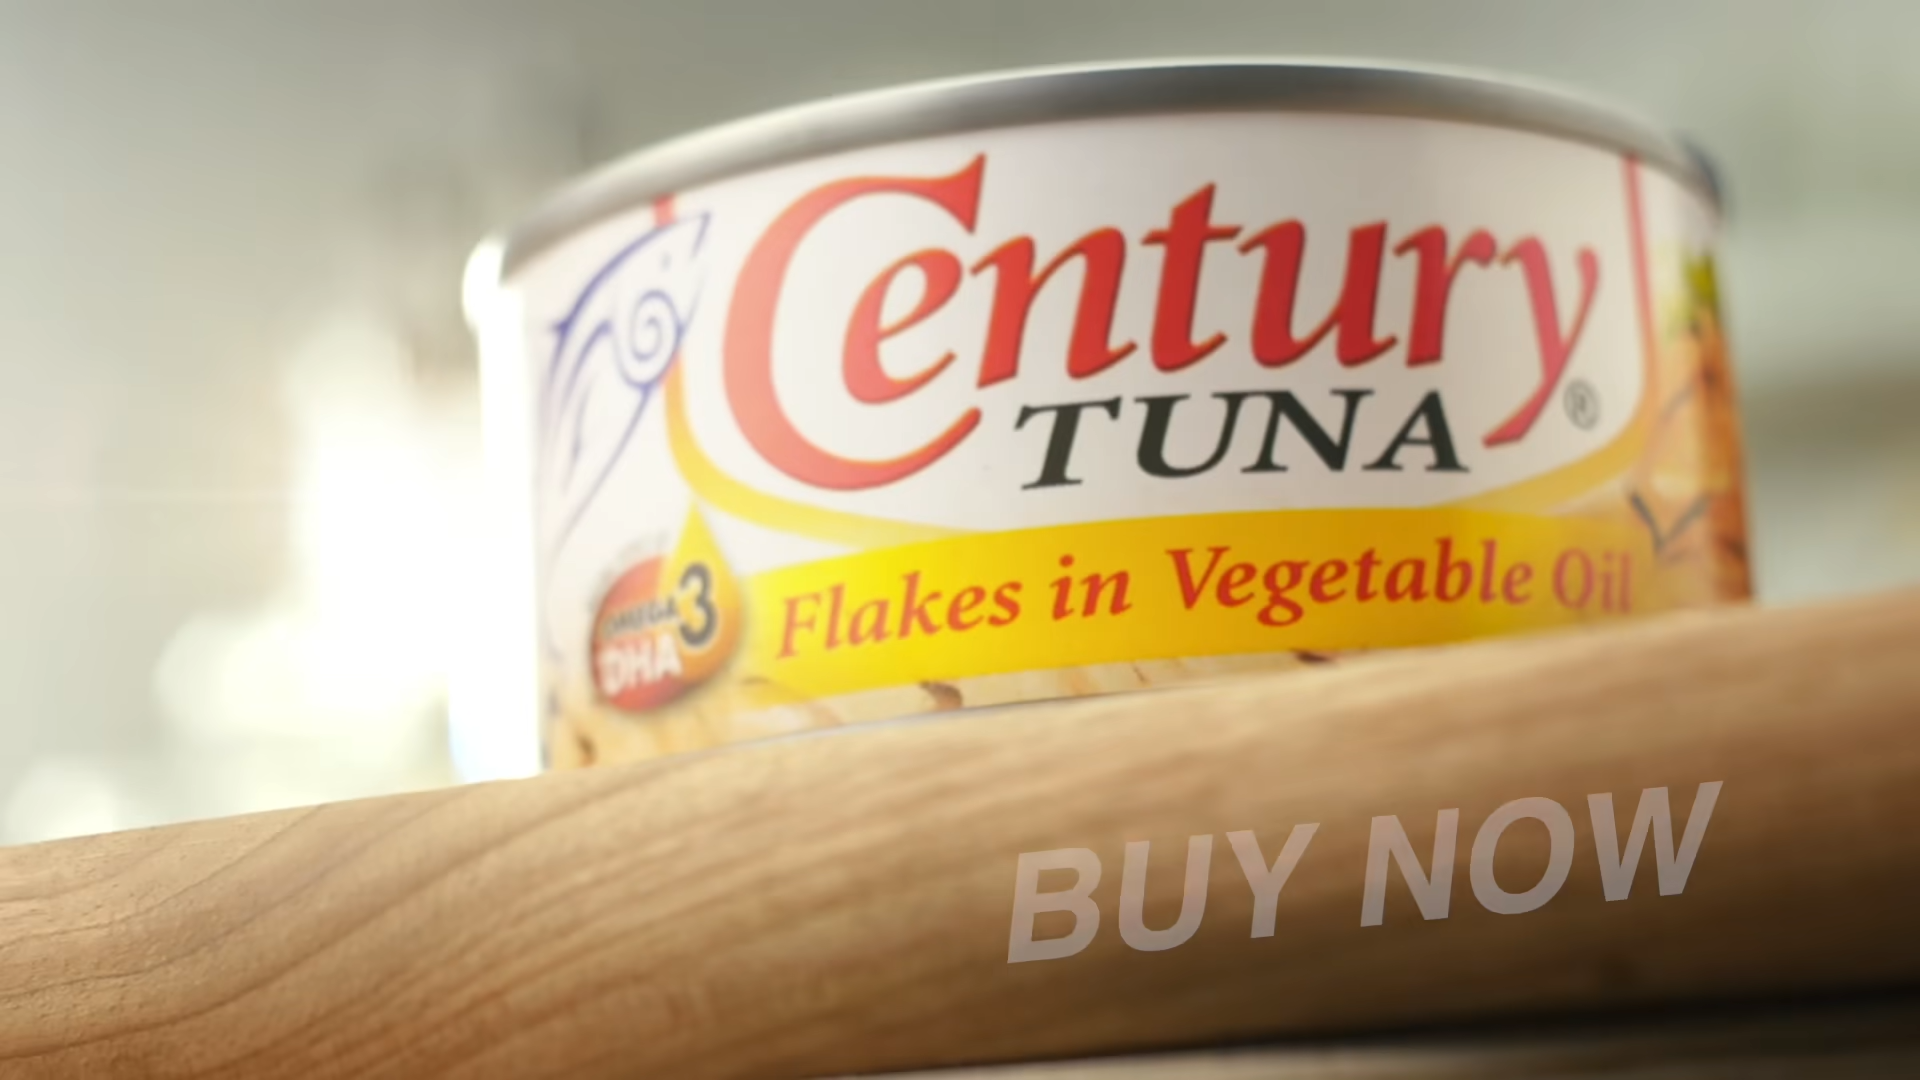 Century
TUNA
®
OMEGA 3
DHA
Flakes in Vegetable Oil
BUY NOW